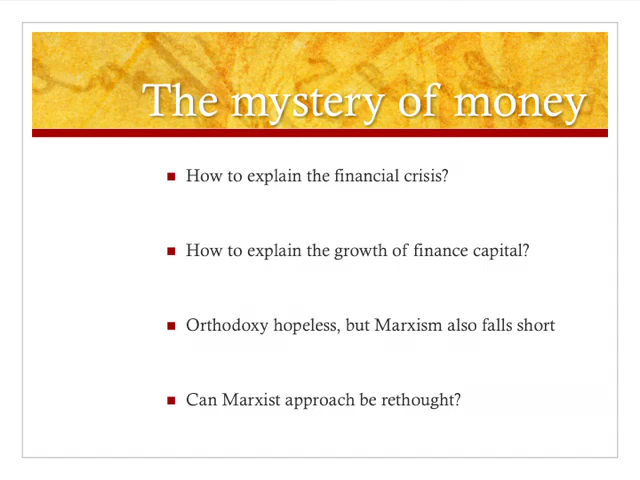 The mystery of money
How to explain the financial crisis?
How to explain the growth of finance capital?
Orthodoxy hopeless, but Marxism also falls short
Can Marxist approach be rethought?